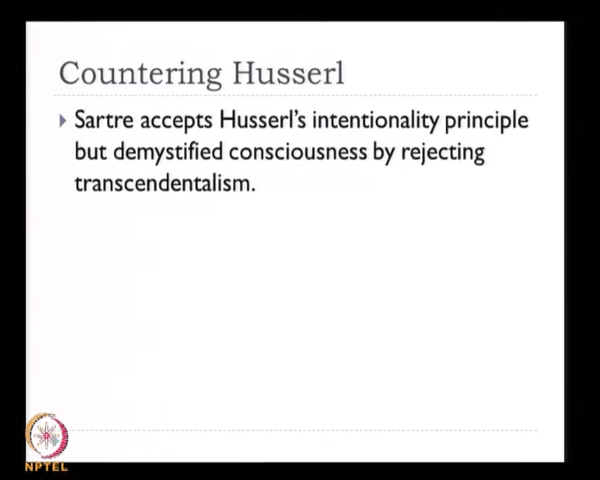 Countering Husserl
Sartre accepts Husserl's intentionality principle
but demystified consciousness by rejecting
transcendentalism.
NPTEL